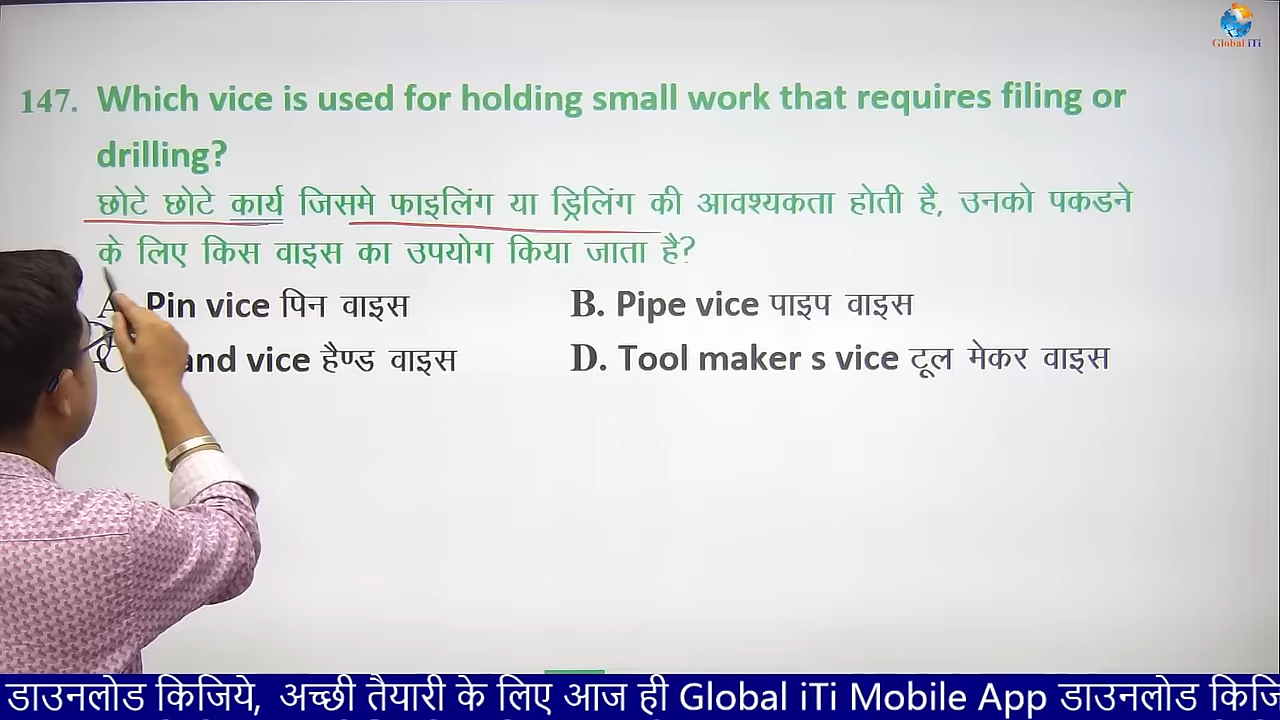 Global iTi
147. Which vice is used for holding small work that requires filing or
drilling?
छोटे छोटे कार्य जिसमे फाइलिंग या ड्रिलिंग की आवश्यकता होती है, उनको पकडने
के लिए किस वाइस का उपयोग किया जाता है?
A. Pin vice पिन वाइस B. Pipe vice पाइप वाइस
C. and vice हैण्ड वाइस D. Tool maker s vice टूल मेकर वाइस
डाउनलोड किजिये, अच्छी तैयारी के लिए आज ही Global iTi Mobile App डाउनलोड किजि